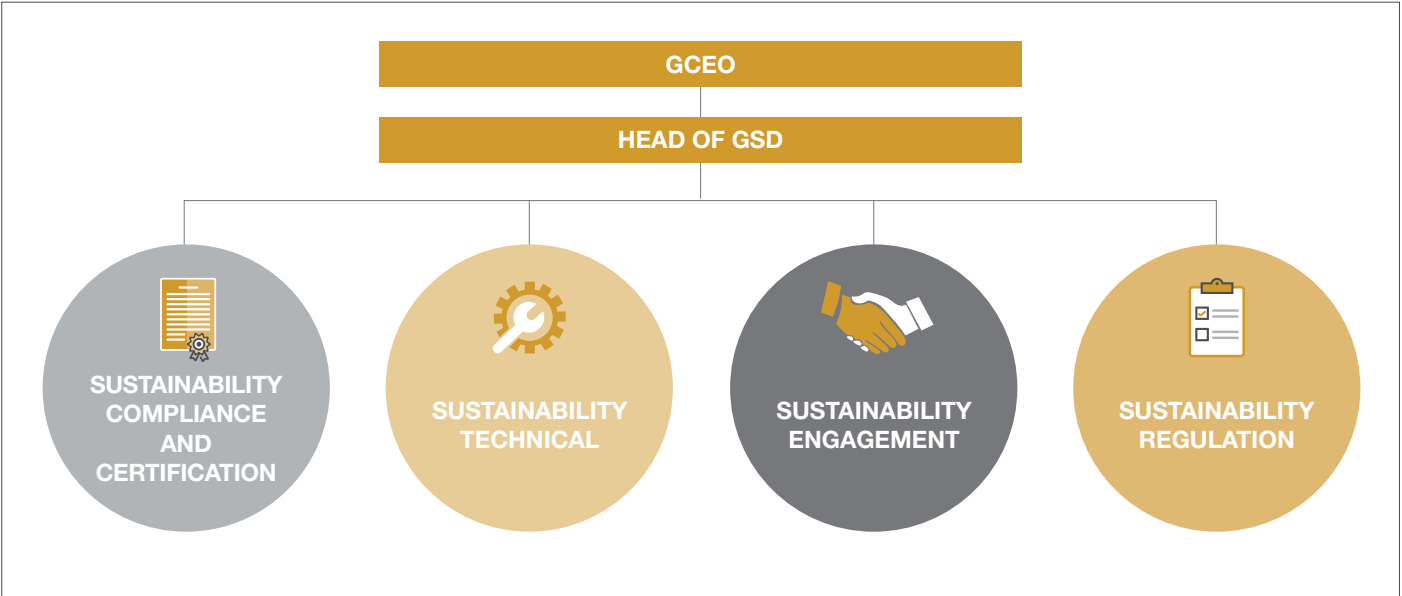 GCEO
HEAD OF GSD
SUSTAINABILITY
COMPLIANCE
AND
CERTIFICATION
SUSTAINABILITY
TECHNICAL
SUSTAINABILITY
ENGAGEMENT
SUSTAINABILITY
REGULATION